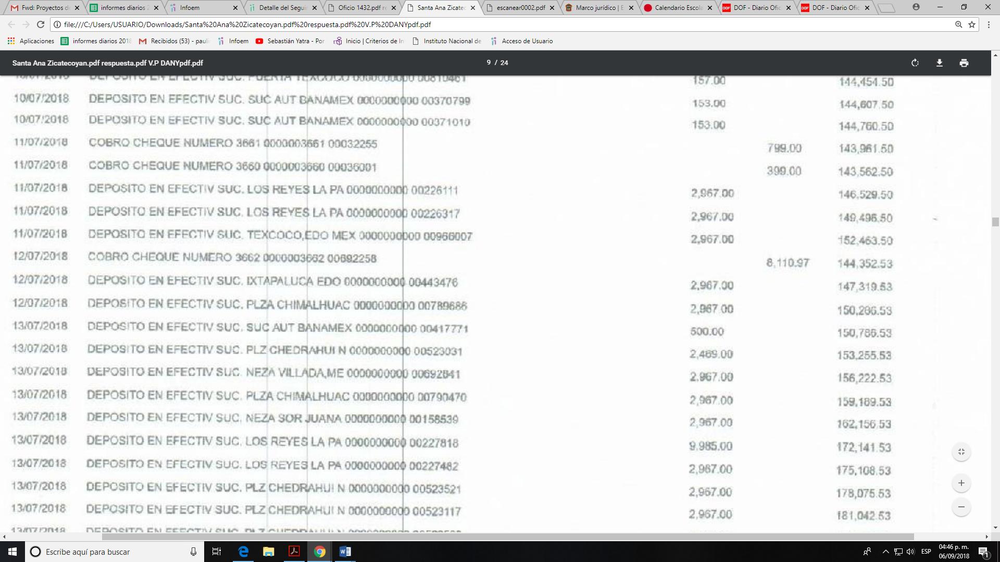 Fwd: Proyectos de informes diarios 2 Infoem Detalle del Seguir Oficio 1432.pdf re Santa Ana Zicatec escanear0002.pdf Marco jurídico | E Calendario Escola DOF - Diario Ofic DOF - Diario Ofic
file:///C:/Users/USUARIO/Downloads/Santa%20Ana%20Zicatecoyan.pdf%20respuesta.pdf%20V.P%20DANYpdf.pdf
Aplicaciones informes diarios 2018 Recibidos (53) - pauli Infoem Sebastián Yatra - Por Inicio | Criterios de In Instituto Nacional de Acceso de Usuario
Santa Ana Zicatecoyan.pdf respuesta.pdf V.P DANYpdf.pdf 9 / 24
10/07/2018 DEPOSITO EN EFECTIV SUC. PUERTA TEXCOCO 0000000000 00810461 157.00 144,454.50
10/07/2018 DEPOSITO EN EFECTIV SUC. SUC AUT BANAMEX 0000000000 00370799 153.00 144,607.50
10/07/2018 DEPOSITO EN EFECTIV SUC. SUC AUT BANAMEX 0000000000 00371010 153.00 144,760.50
11/07/2018 COBRO CHEQUE NUMERO 3661 0000003661 00032255 799.00 143,961.50
11/07/2018 COBRO CHEQUE NUMERO 3660 0000003660 00036001 399.00 143,562.50
11/07/2018 DEPOSITO EN EFECTIV SUC. LOS REYES LA PA 0000000000 00226111 2,967.00 146,529.50
11/07/2018 DEPOSITO EN EFECTIV SUC. LOS REYES LA PA 0000000000 00226317 2,967.00 149,496.50
11/07/2018 DEPOSITO EN EFECTIV SUC. TEXCOCO,EDO MEX 0000000000 00966007 2,967.00 152,463.50
12/07/2018 COBRO CHEQUE NUMERO 3662 0000003662 00692258 8,110.97 144,352.53
12/07/2018 DEPOSITO EN EFECTIV SUC. IXTAPALUCA EDO 0000000000 00443476 2,967.00 147,319.53
12/07/2018 DEPOSITO EN EFECTIV SUC. PLZA CHIMALHUAC 0000000000 00789686 2,967.00 150,286.53
13/07/2018 DEPOSITO EN EFECTIV SUC. SUC AUT BANAMEX 0000000000 00417771 500.00 150,786.53
13/07/2018 DEPOSITO EN EFECTIV SUC. PLZ CHEDRAHUI N 0000000000 00523031 2,469.00 153,255.53
13/07/2018 DEPOSITO EN EFECTIV SUC. NEZA VILLADA,ME 0000000000 00692841 2,967.00 156,222.53
13/07/2018 DEPOSITO EN EFECTIV SUC. PLZA CHIMALHUAC 0000000000 00790470 2,967.00 159,189.53
13/07/2018 DEPOSITO EN EFECTIV SUC. NEZA SOR JUANA 0000000000 00158539 2,967.00 162,156.53
13/07/2018 DEPOSITO EN EFECTIV SUC. LOS REYES LA PA 0000000000 00227818 9,985.00 172,141.53
13/07/2018 DEPOSITO EN EFECTIV SUC. LOS REYES LA PA 0000000000 00227482 2,967.00 175,108.53
13/07/2018 DEPOSITO EN EFECTIV SUC. PLZ CHEDRAHUI N 0000000000 00523521 2,967.00 178,075.53
13/07/2018 DEPOSITO EN EFECTIV SUC. PLZ CHEDRAHUI N 0000000000 00523117 2,967.00 181,042.53
13/07/2018 DEPOSITO EN EFECTIV SUC. PLZ CHEDRAHUI N 0000000000
Escribe aquí para buscar ESP 04:46 p. m.
06/09/2018 1